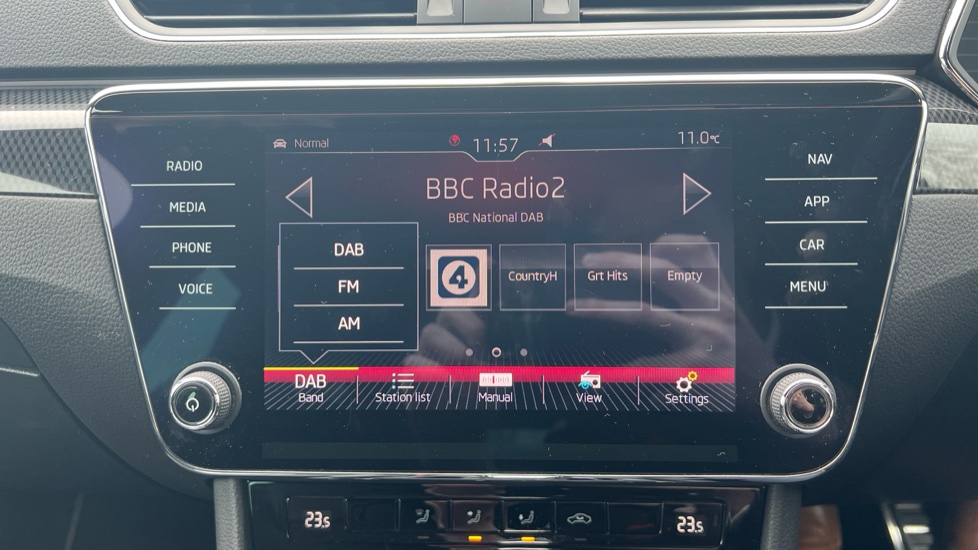 Normal 11:57 11.0°C
RADIO
MEDIA
PHONE
VOICE
BBC Radio2
BBC National DAB
DAB
FM
AM
4 CountryH Grt Hits Empty
DAB
Band Station list Manual View Settings
NAV
APP
CAR
MENU
23.5 23.5